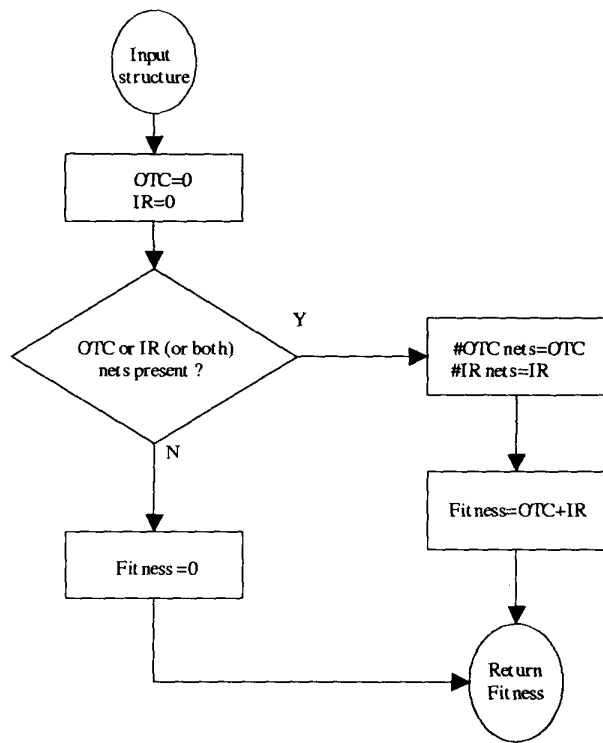 Input
structure
OTC=0
IR=0
OTC or IR (or both)
nets present ?
Y
#OTC nets=OTC
#IR nets=IR
N
Fitness=OTC+IR
Fitness=0
Return
Fitness